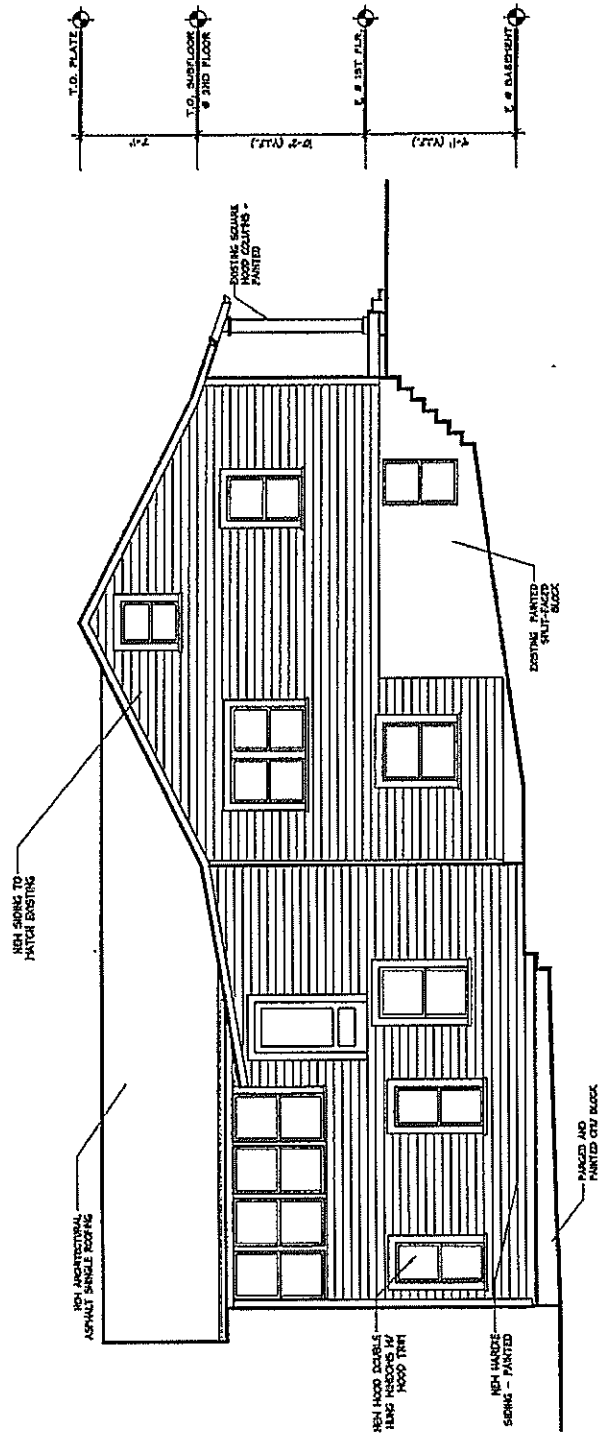 T.O. PLATE
T.O. SUBFLOOR
@ 2ND FLOOR
E. @ 1ST FLR.
E. @ BASEMENT
(V.I.F.)
(V.I.F.)
EXISTING SQUARE
WOOD COLUMNS -
PAINTED
NEW SIDING TO
MATCH EXISTING
EXISTING PAINTED
SPLIT-FACED
BLOCK
NEW ARCHITECTURAL
ASPHALT SHINGLE ROOFING
NEW WOOD DOUBLE
HUNG WINDOWS W/
WOOD TRIM
NEW HARDIE
SIDING - PAINTED
PARGED AND
PAINTED CMU BLOCK